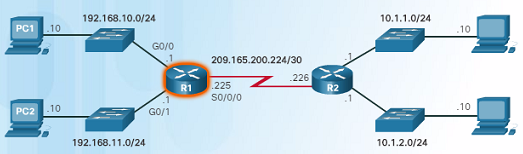 192.168.10.0/24
10.1.1.0/24
PC1
.10
.10
G0/0
.1
209.165.200.224/30
.1
R1
.225
.226
R2
S0/0/0
.1
G0/1
.1
PC2
.10
.10
192.168.11.0/24
10.1.2.0/24